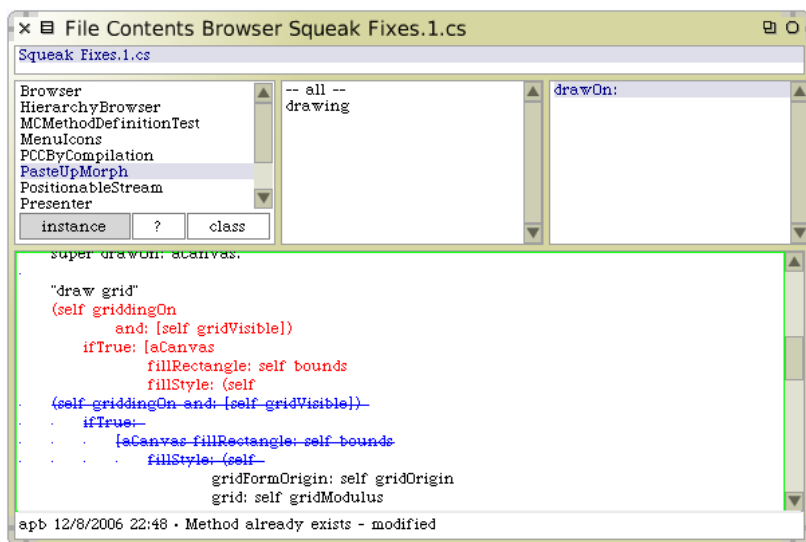 File Contents Browser Squeak Fixes.1.cs
Squeak Fixes.1.cs
Browser
HierarchyBrowser
MCMethodDefinitionTest
MenuIcons
PCCByCompilation
PasteUpMorph
PositionableStream
Presenter
instance ? class
-- all --
drawing
drawOn:
super drawOn: aCanvas.
"draw grid"
(self griddingOn
and: [self gridVisible])
ifTrue: [aCanvas
fillRectangle: self bounds
fillStyle: (self
(self griddingOn and: [self gridVisible])
ifTrue:
[aCanvas fillRectangle: self bounds
fillStyle: (self
gridFormOrigin: self gridOrigin
grid: self gridModulus
apb 12/8/2006 22:48 · Method already exists - modified